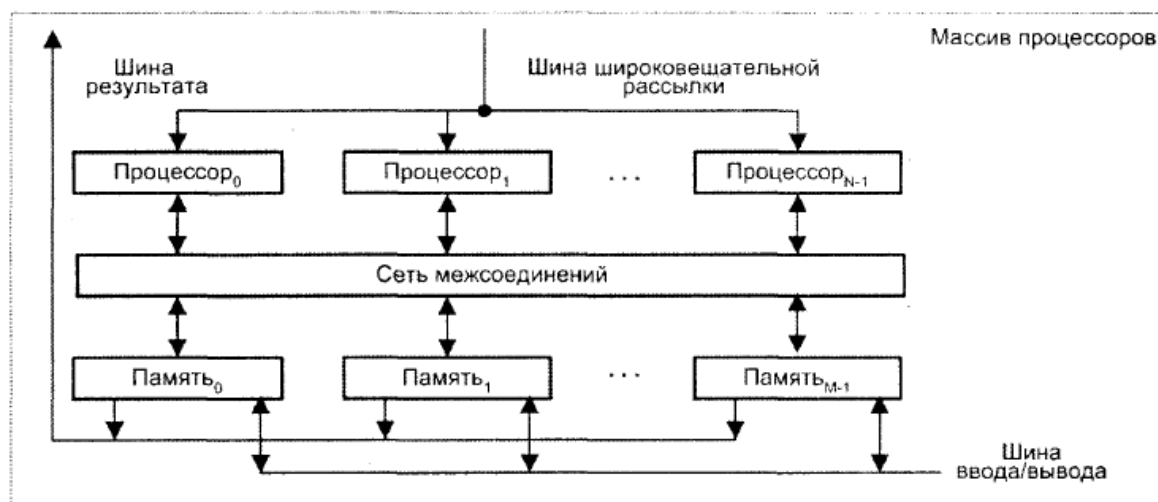 Массив процессоров
Шина
результата
Шина широковещательной
рассылки
Процессор0
Процессор1
. . .
ПроцессорN-1
Сеть межсоединений
Память0
Память1
. . .
ПамятьM-1
Шина
ввода/вывода